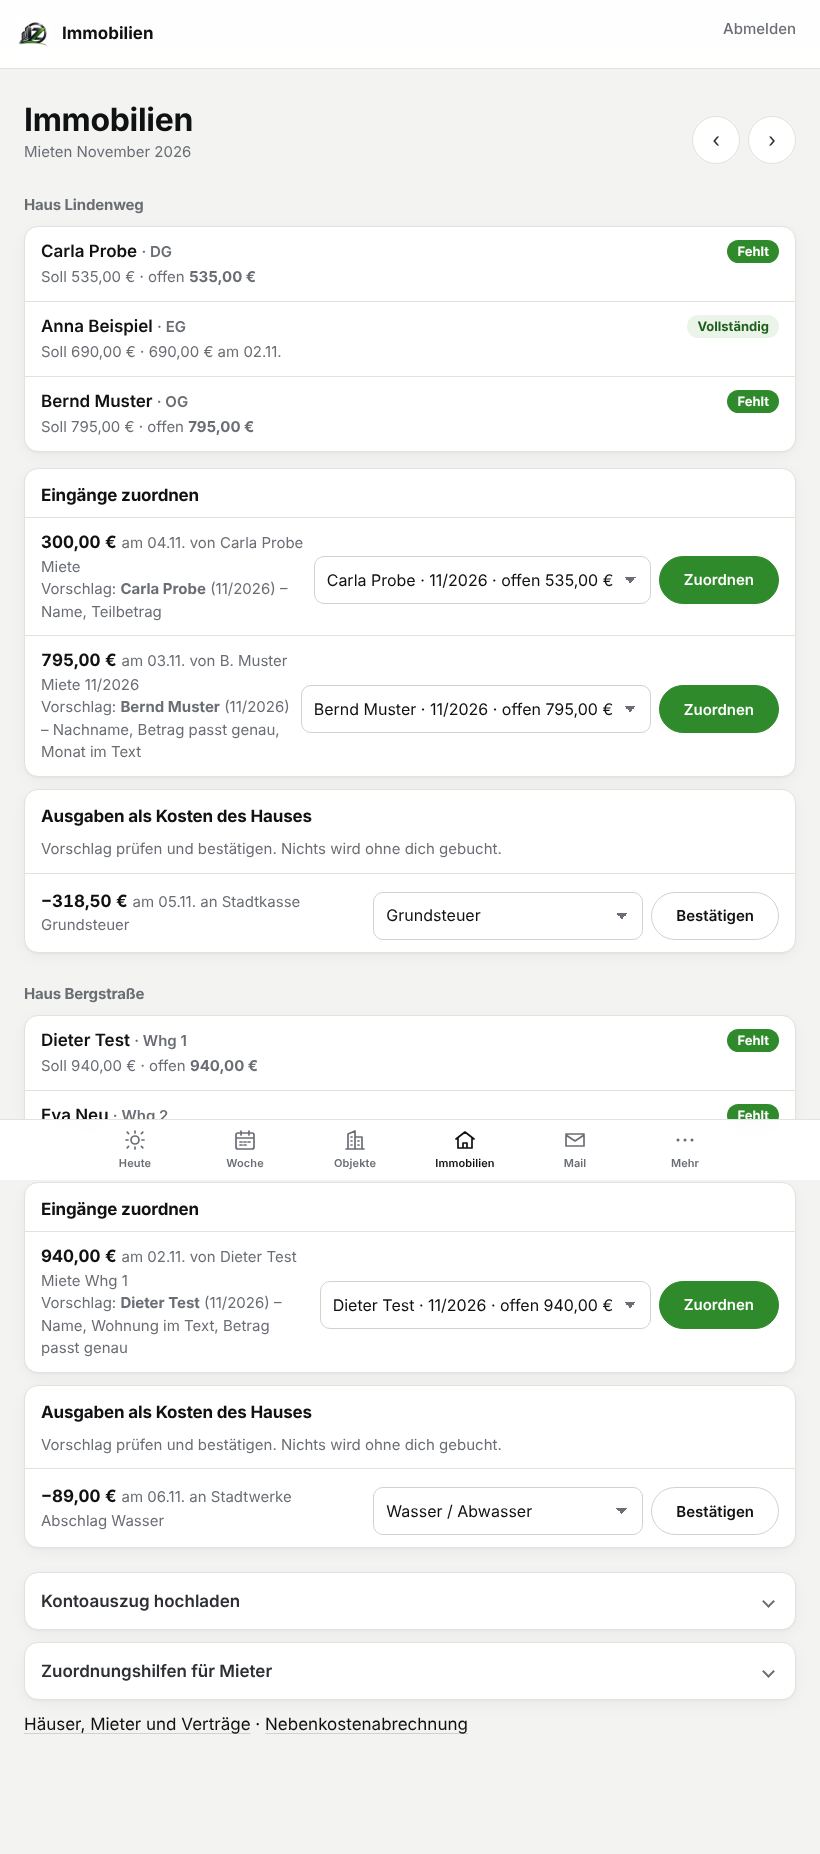 Immobilien
Abmelden
Immobilien
Mieten November 2026
‹ ›
Haus Lindenweg
Carla Probe · DG
Fehlt
Soll 535,00 € · offen 535,00 €
Anna Beispiel · EG
Vollständig
Soll 690,00 € · 690,00 € am 02.11.
Bernd Muster · OG
Fehlt
Soll 795,00 € · offen 795,00 €
Eingänge zuordnen
300,00 € am 04.11. von Carla Probe
Miete
Vorschlag: Carla Probe (11/2026) –
Name, Teilbetrag
Carla Probe · 11/2026 · offen 535,00 €
Zuordnen
795,00 € am 03.11. von B. Muster
Miete 11/2026
Vorschlag: Bernd Muster (11/2026)
– Nachname, Betrag passt genau,
Monat im Text
Bernd Muster · 11/2026 · offen 795,00 €
Zuordnen
Ausgaben als Kosten des Hauses
Vorschlag prüfen und bestätigen. Nichts wird ohne dich gebucht.
−318,50 € am 05.11. an Stadtkasse
Grundsteuer
Grundsteuer
Bestätigen
Haus Bergstraße
Dieter Test · Whg 1
Fehlt
Soll 940,00 € · offen 940,00 €
Eva Neu · Whg 2
Fehlt
Heute
Woche
Objekte
Immobilien
Mail
Mehr
Eingänge zuordnen
940,00 € am 02.11. von Dieter Test
Miete Whg 1
Vorschlag: Dieter Test (11/2026) –
Name, Wohnung im Text, Betrag
passt genau
Dieter Test · 11/2026 · offen 940,00 €
Zuordnen
Ausgaben als Kosten des Hauses
Vorschlag prüfen und bestätigen. Nichts wird ohne dich gebucht.
−89,00 € am 06.11. an Stadtwerke
Abschlag Wasser
Wasser / Abwasser
Bestätigen
Kontoauszug hochladen
Zuordnungshilfen für Mieter
Häuser, Mieter und Verträge · Nebenkostenabrechnung